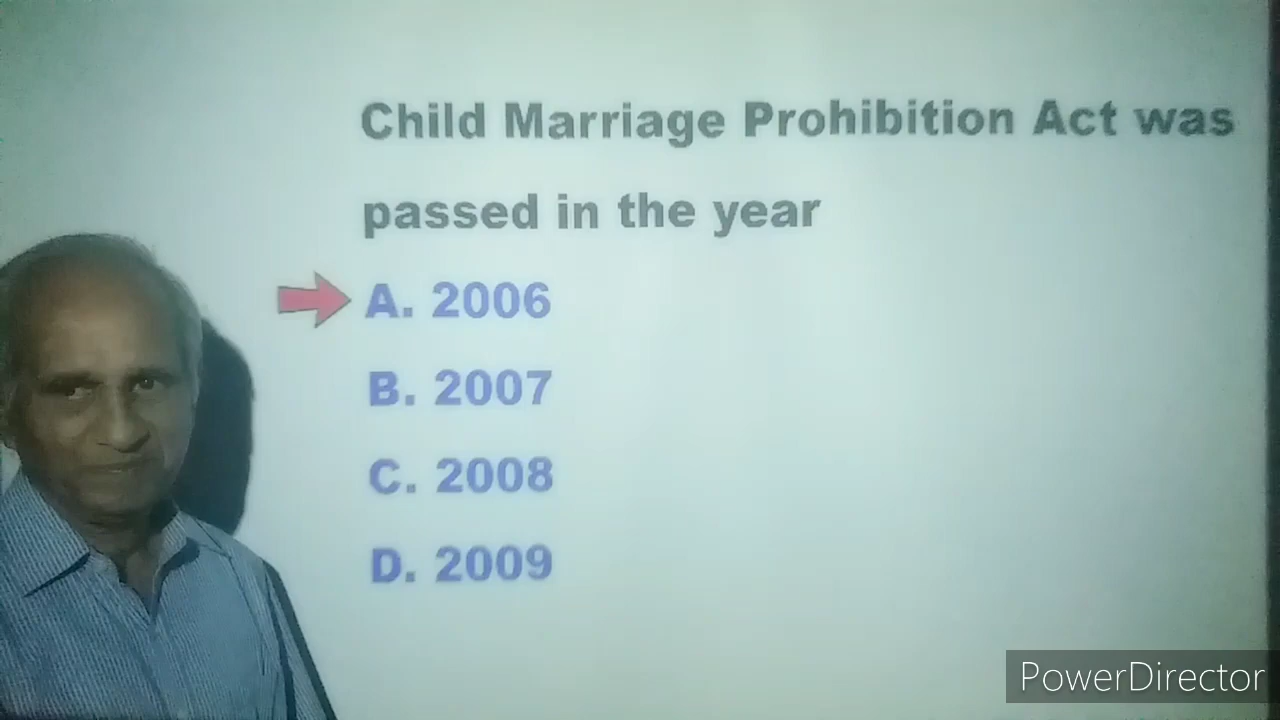 Child Marriage Prohibition Act was
passed in the year
A. 2006
B. 2007
C. 2008
D. 2009
PowerDirector